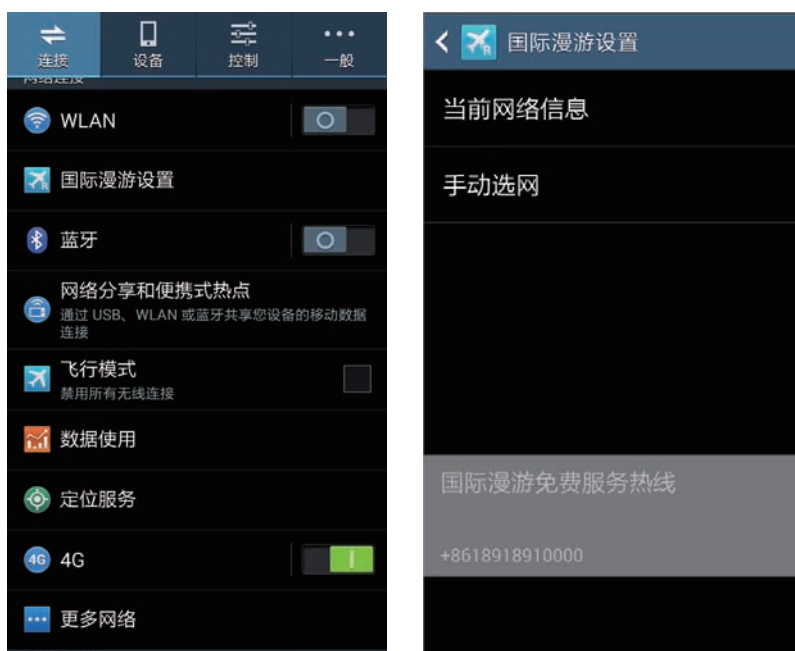 连接
设备
控制
一般
网络连接
WLAN
国际漫游设置
蓝牙
网络分享和便携式热点
通过 USB、WLAN 或蓝牙共享您设备的移动数据
连接
飞行模式
禁用所有无线连接
数据使用
定位服务
4G
4G
更多网络
R
国际漫游设置
当前网络信息
手动选网
国际漫游免费服务热线
+8618918910000